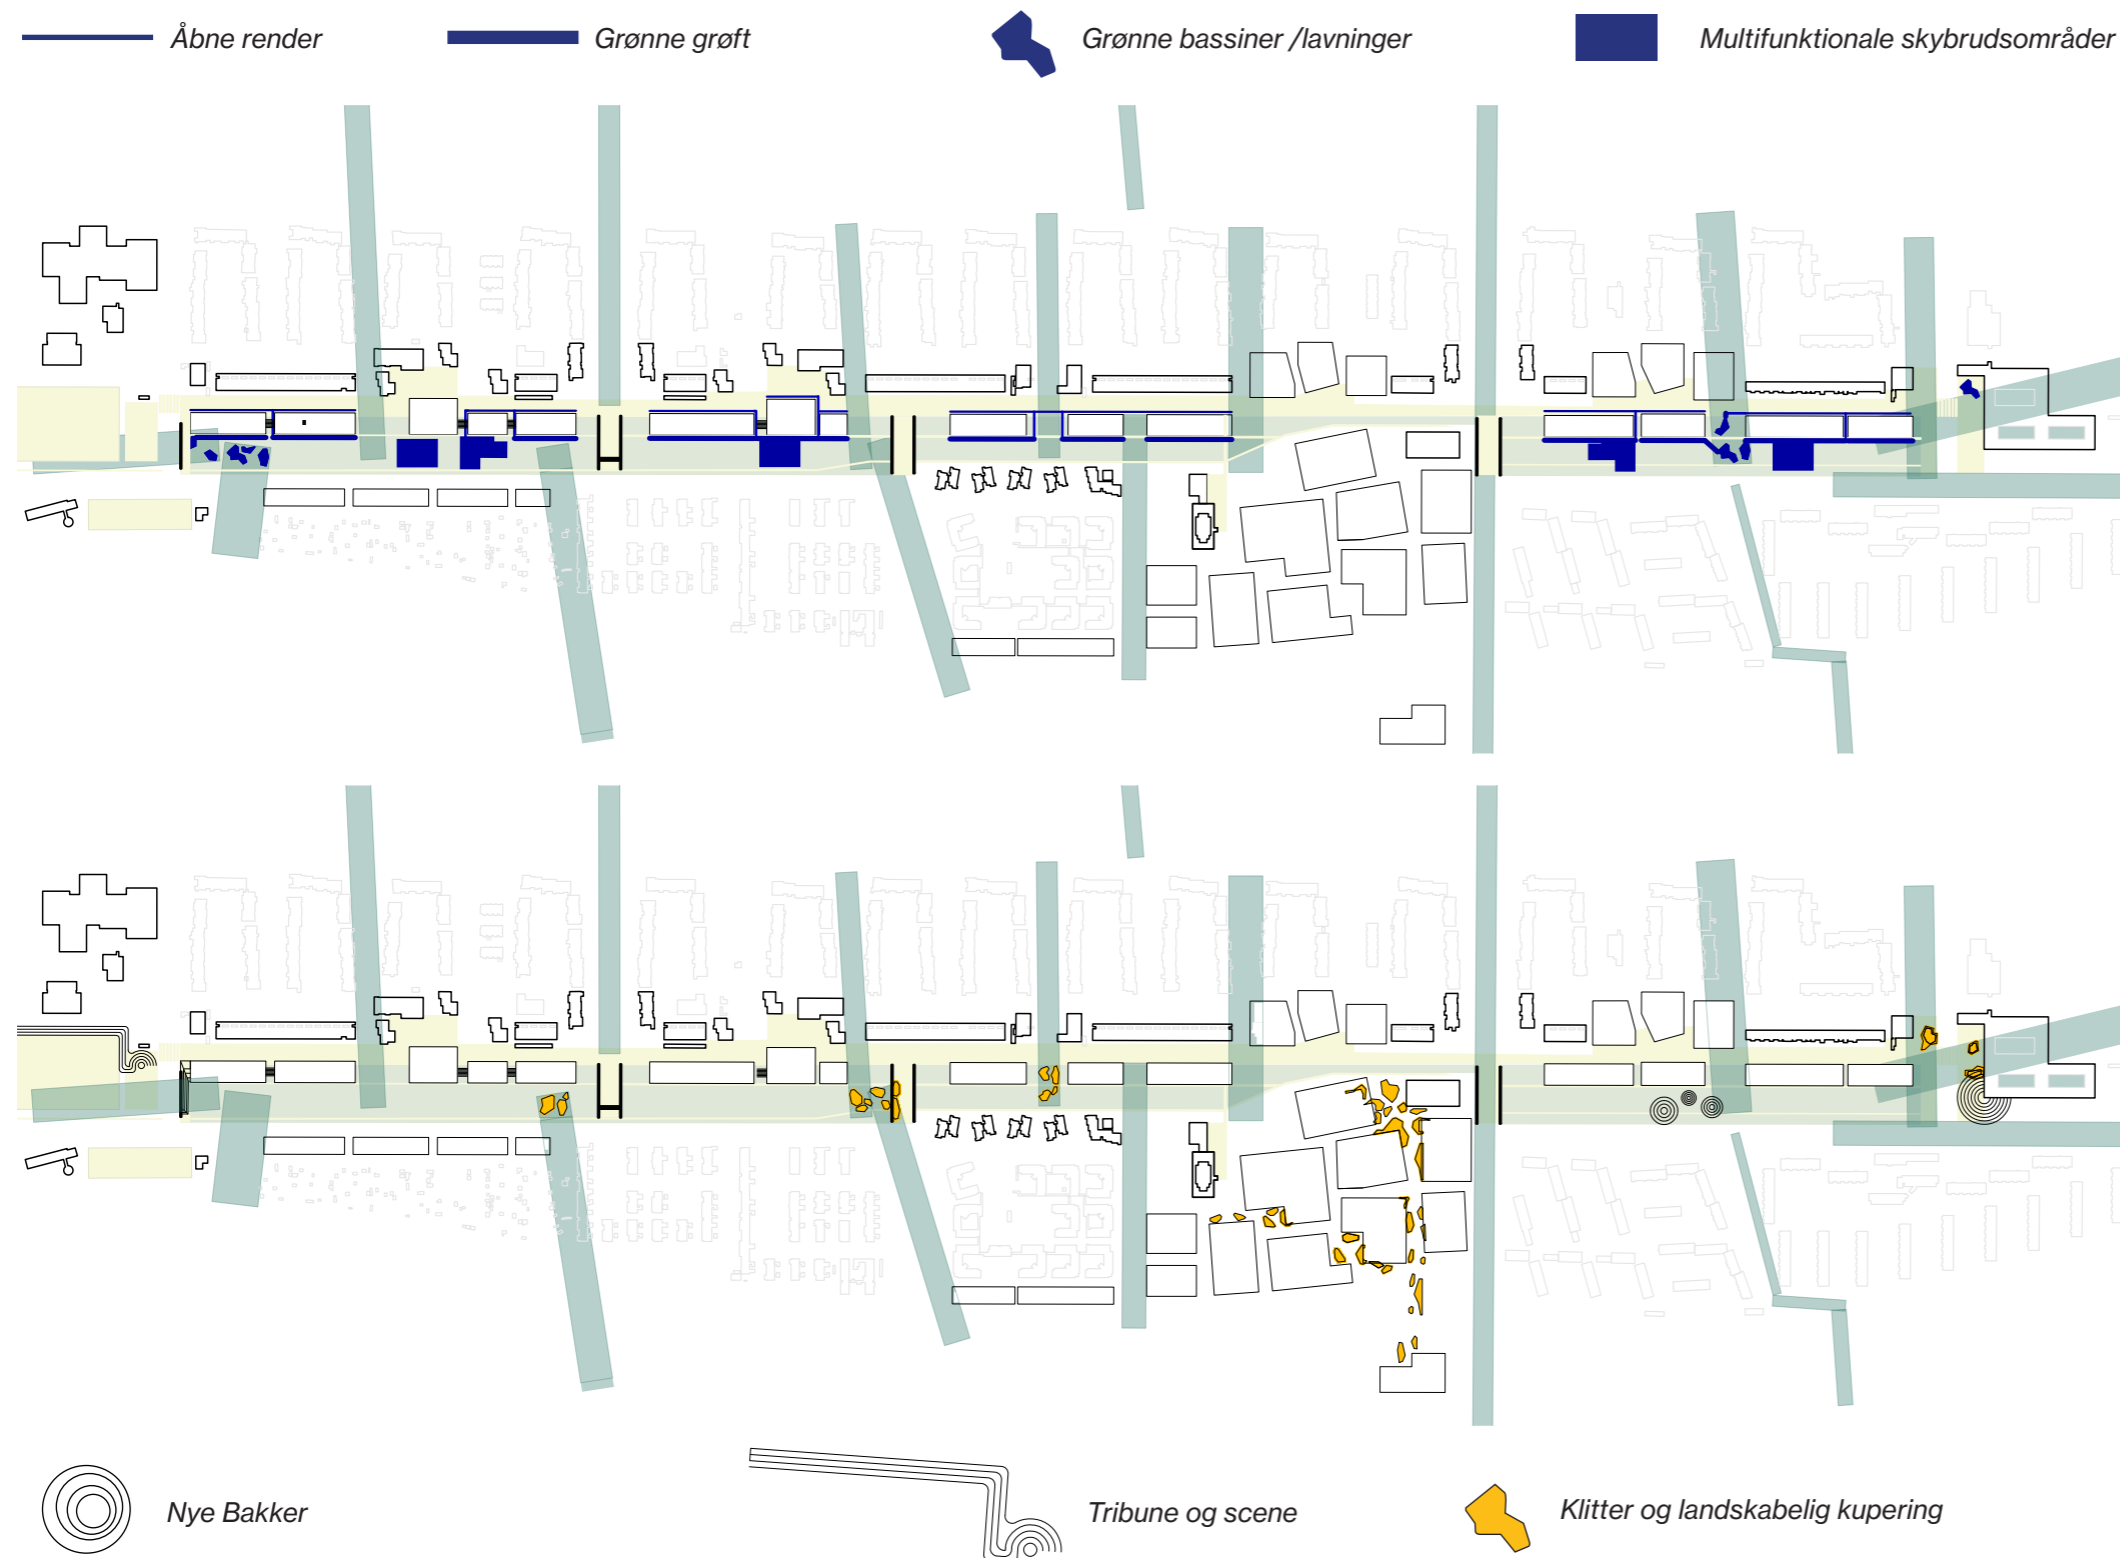 Åbne render
Grønne grøft
Grønne bassiner /lavninger
Multifunktionale skybrudsområder
Nye Bakker
Tribune og scene
Klitter og landskabelig kupering